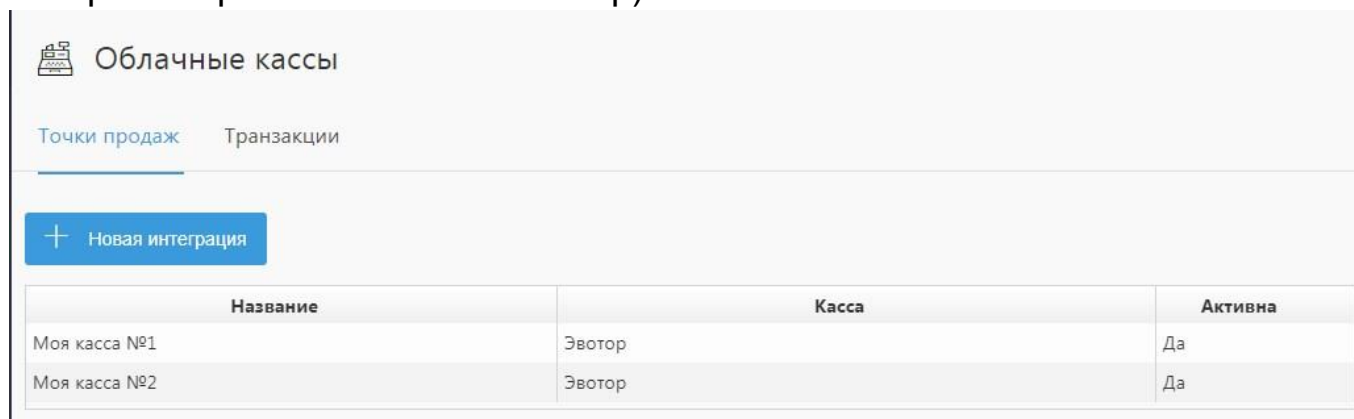 Облачные кассы
Точки продаж Транзакции
+ Новая интеграция
Название Касса Активна
Моя касса №1 Эвотор Да
Моя касса №2 Эвотор Да